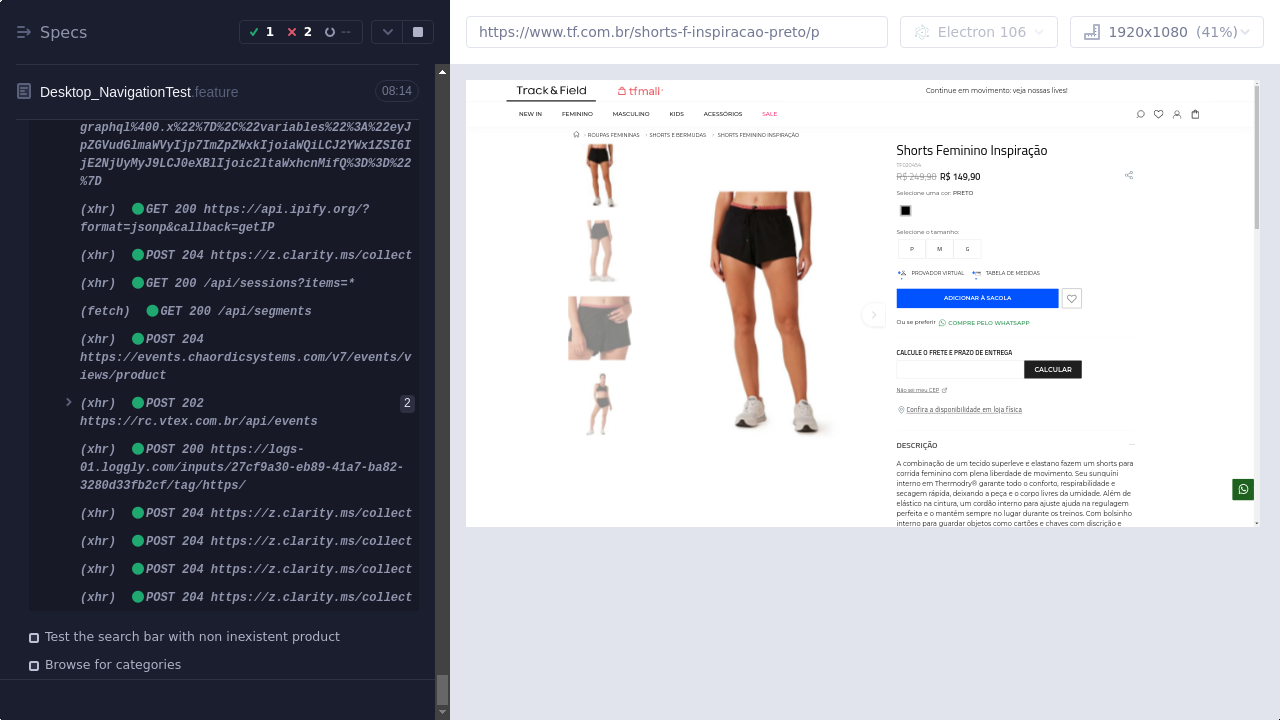 Specs
1
2
--
Desktop_NavigationTest.feature
08:14
graphql%400.x%22%7D%2C%22variables%22%3A%22eyJ
(xhr) GET 200 https://api.ipify.org/?
format=jsonp&callback=getIP
(xhr) POST 204 https://z.clarity.ms/collect
(xhr) GET 200 /api/sessions?items=*
(fetch) GET 200 /api/segments
(xhr) POST 204
https://events.chaordicsystems.com/v7/events/v
iews/product
(xhr) POST 202
2
https://rc.vtex.com.br/api/events
(xhr) POST 200 https://logs-
01.loggly.com/inputs/27cf9a30-eb89-41a7-ba82-
3280d33fb2cf/tag/https/
(xhr) POST 204 https://z.clarity.ms/collect
(xhr) POST 204 https://z.clarity.ms/collect
(xhr) POST 204 https://z.clarity.ms/collect
(xhr) POST 204 https://z.clarity.ms/collect
Test the search bar with non inexistent product
Browse for categories
https://www.tf.com.br/shorts-f-inspiracao-preto/p
Electron 106
1920x1080 (41%)
Track&Field
tfmall
Continue em movimento: veja nossas lives!
NEW IN
FEMININO
MASCULINO
KIDS
ACESSÓRIOS
SALE
ROUPAS FEMININAS
SHORTS E BERMUDAS
SHORTS FEMININO INSPIRAÇÃO
Shorts Feminino Inspiração
R$ 249,90 R$ 149,90
Selecione uma cor: PRETO
Selecione o tamanho:
P
M
G
PROVADOR VIRTUAL
TABELA DE MEDIDAS
ADICIONAR À SACOLA
Ou se preferir
COMPRE PELO WHATSAPP
CALCULE O FRETE E PRAZO DE ENTREGA
CALCULAR
Não sei meu CEP
Confira a disponibilidade em loja física
DESCRIÇÃO
A combinação de um tecido superleve e elastano fazem um shorts para
corrida feminino com plena liberdade de movimento. Seu sunquíni
interno em Thermodry® garante todo o conforto, respirabilidade e
secagem rápida, deixando a peça e o corpo livres da umidade. Além de
elástico na cintura, um cordão interno para ajuste ajuda na regulagem
perfeita e o mantém sempre no lugar durante os treinos. Com bolsinho
interno para guardar objetos como cartões e chaves com discrição e